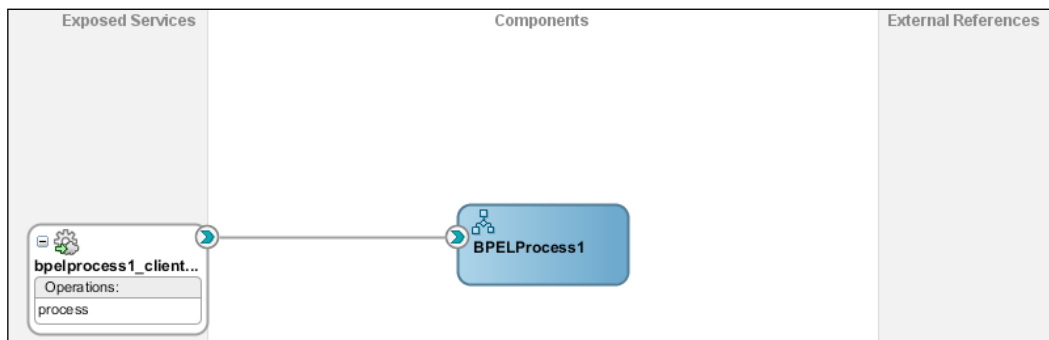 Exposed Services
Components
External References
bpelprocess1_client...
Operations:
process
BPELProcess1